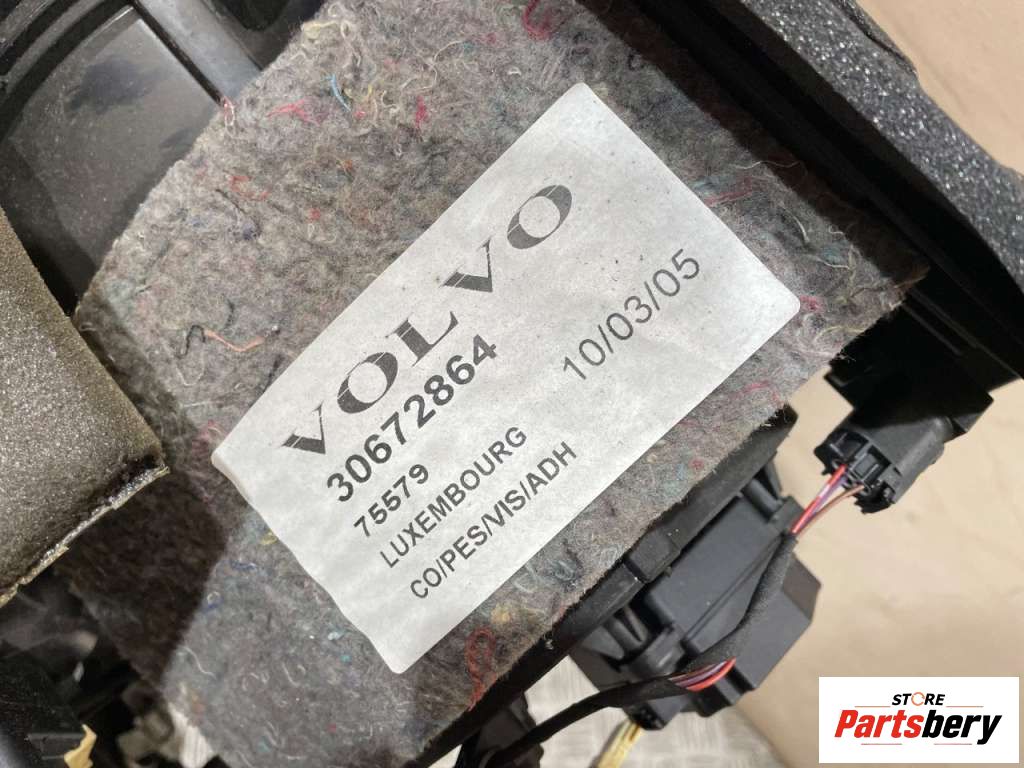 VOLVO
30672864
10/03/05
75579
LUXEMBOURG
CO/PES/VIS/ADH
STORE
Partsbery